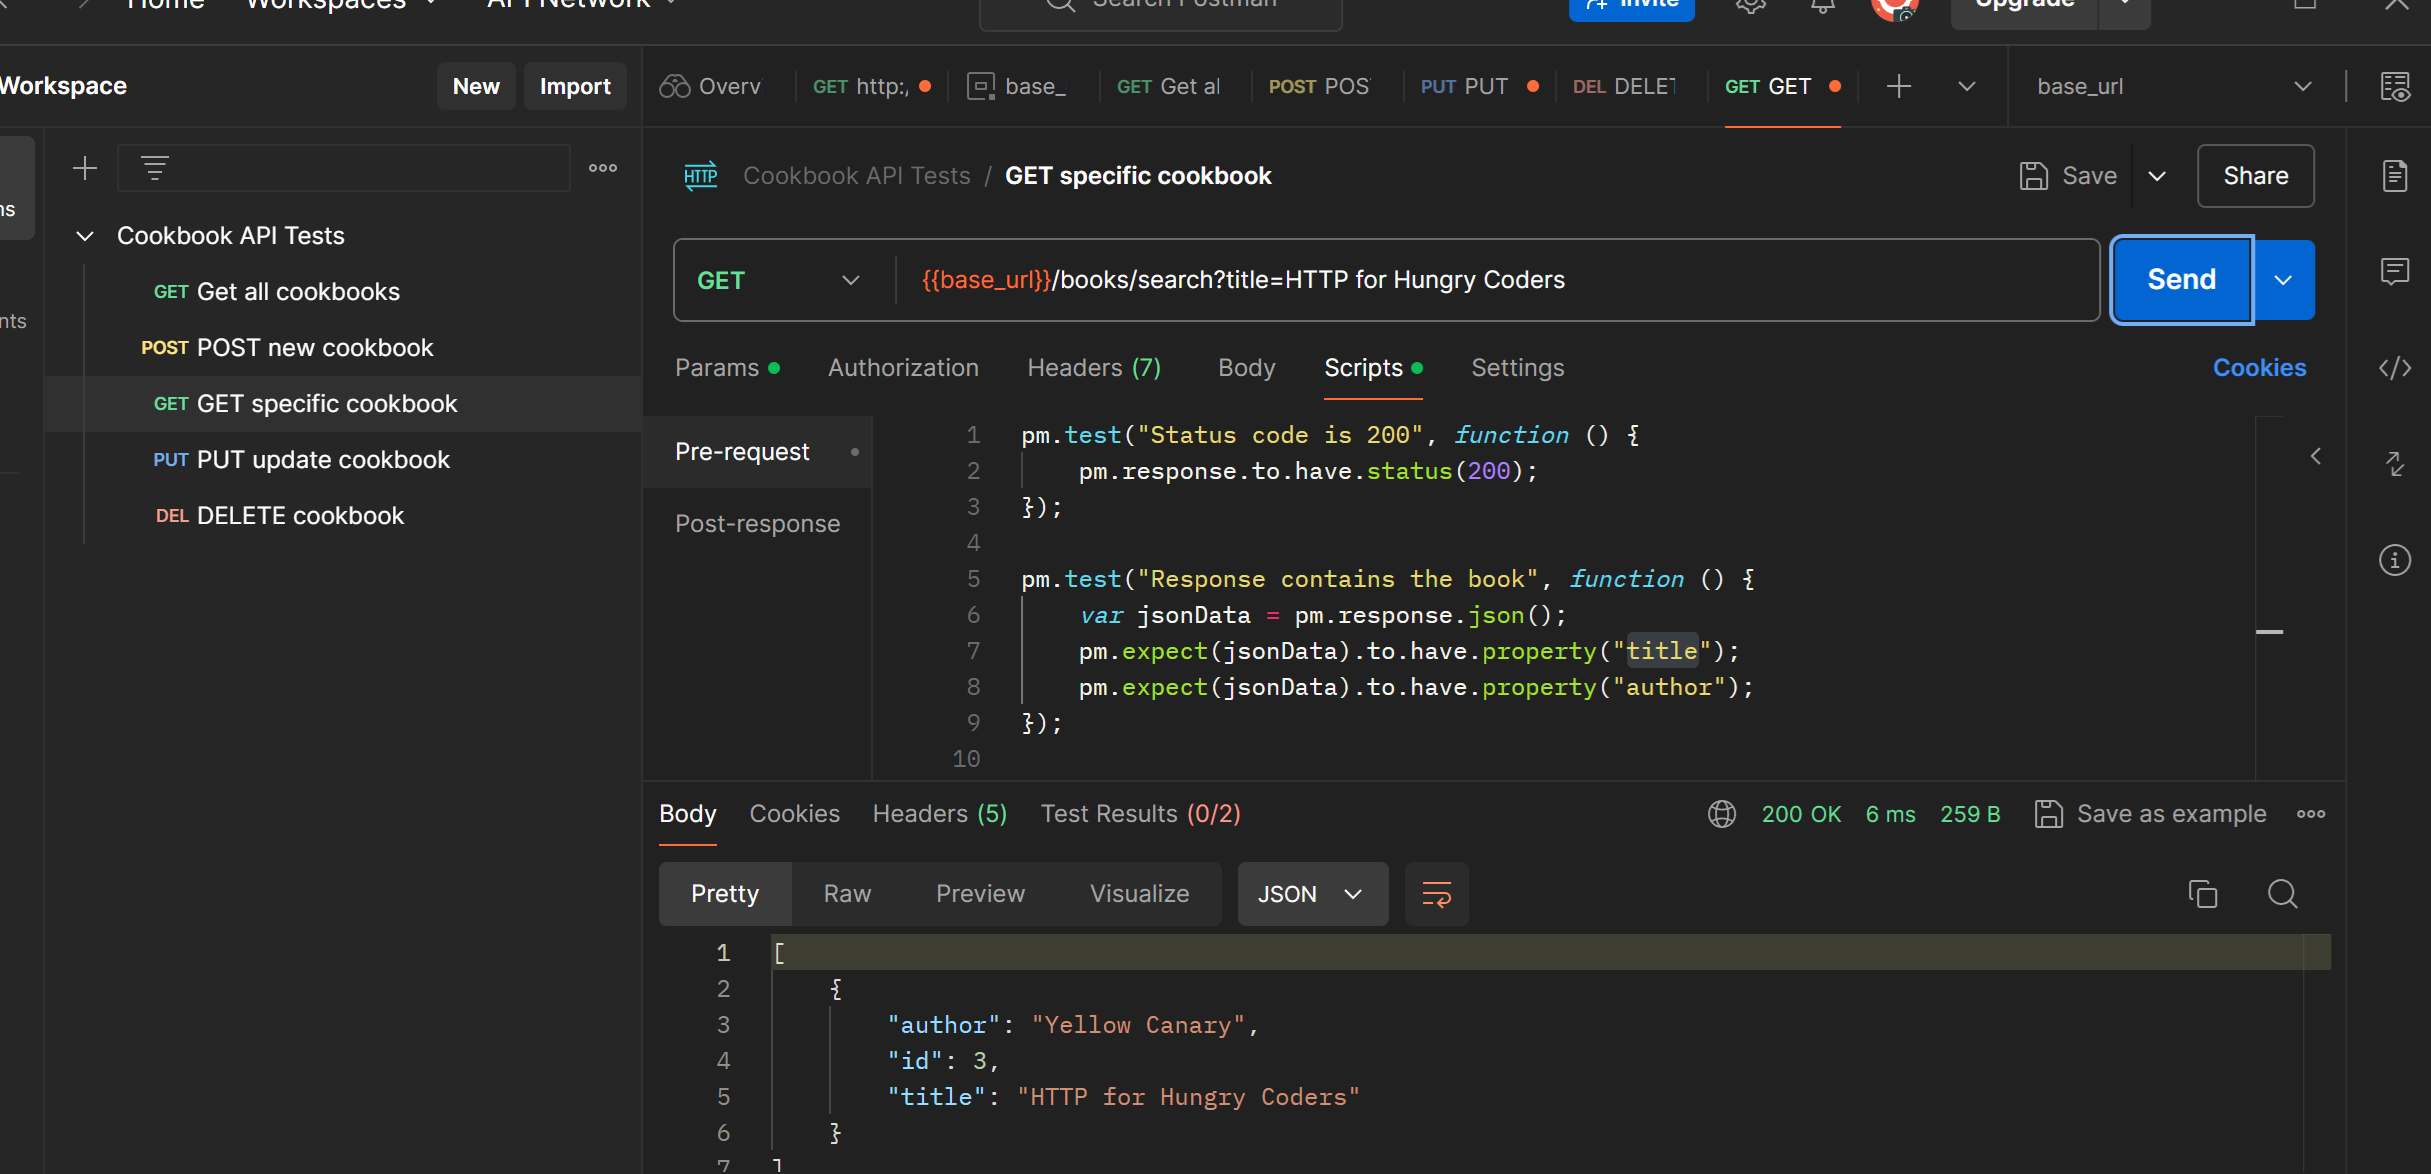 Home Workspaces API Network Search Postman Invite Upgrade
Workspace New Import
Overv GET http:/ base_ GET Get al POST POS PUT PUT DEL DELET GET GET base_url
Cookbook API Tests / GET specific cookbook Save Share
ns
nts
Cookbook API Tests
GET Get all cookbooks
POST POST new cookbook
GET GET specific cookbook
PUT PUT update cookbook
DEL DELETE cookbook
HTTP
GET {{base_url}}/books/search?title=HTTP for Hungry Coders Send
Params Authorization Headers (7) Body Scripts Settings Cookies
Pre-request
Post-response
1 pm.test("Status code is 200", function () {
2 pm.response.to.have.status(200);
3 });
4
5 pm.test("Response contains the book", function () {
6 var jsonData = pm.response.json();
7 pm.expect(jsonData).to.have.property("title");
8 pm.expect(jsonData).to.have.property("author");
9 });
10
Body Cookies Headers (5) Test Results (0/2) 200 OK 6 ms 259 B Save as example
Pretty Raw Preview Visualize JSON
1 [
2 {
3 "author": "Yellow Canary",
4 "id": 3,
5 "title": "HTTP for Hungry Coders"
6 }
7 ]